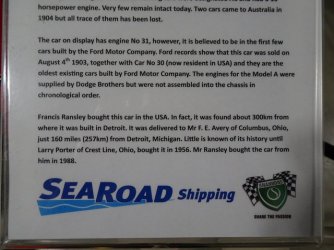 horsepower engine. Very few remain intact today. Two cars came to Australia in
1904 but all trace of them has been lost.
The car on display has engine No 31, however, it is believed to be in the first few
cars built by the Ford Motor Company. Ford records show that this car was sold on
August 4th 1903, together with Car No 30 (now resident in USA) and they are the
oldest existing cars built by Ford Motor Company. The engines for the Model A were
supplied by Dodge Brothers but were not assembled into the chassis in
chronological order.
Francis Ransley bought this car in the USA. In fact, it was found about 300km from
where it was built in Detroit. It was delivered to Mr F. E. Avery of Columbus, Ohio,
just 160 miles (257km) from Detroit, Michigan. Little is known of its history until
Larry Porter of Crest Line, Ohio, bought it in 1956. Mr Ransley bought the car from
him in 1988.
SEAROAD Shipping
SHANNONS
SHARE THE PASSION